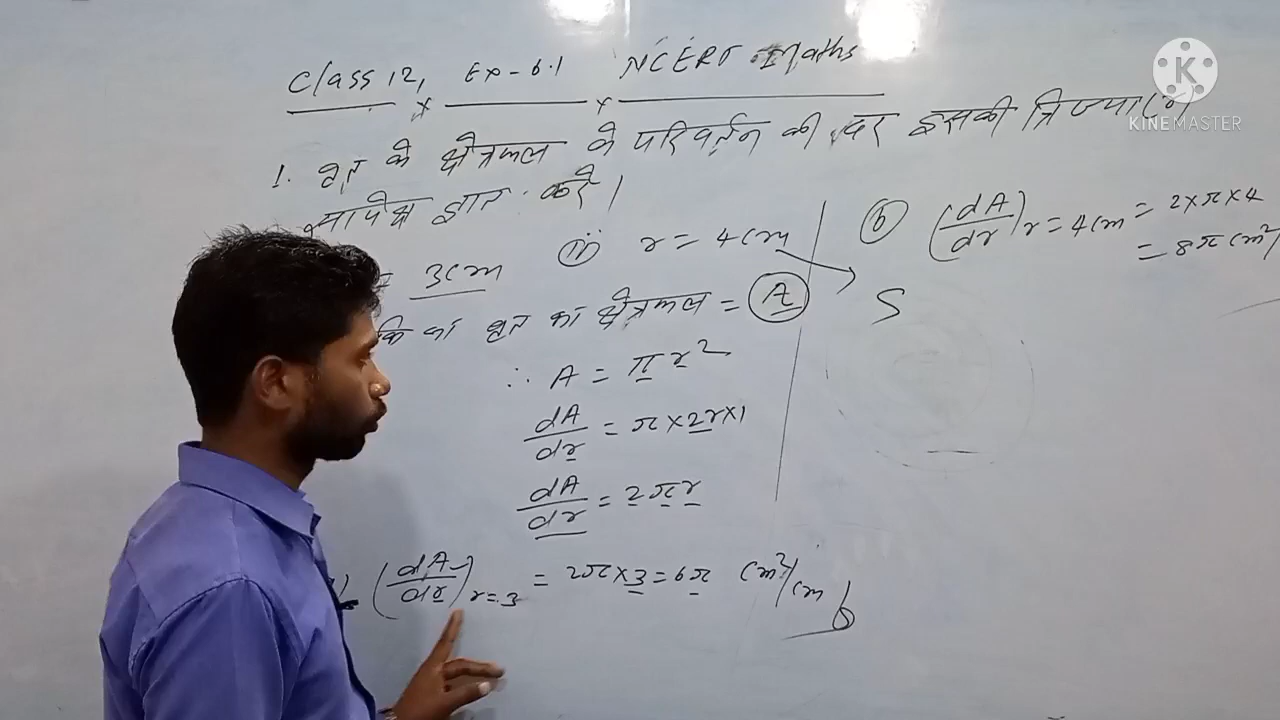 Class 12, Ex-6.1 NCERT Maths
1. वृत के क्षेत्रफल के परिवर्तन की दर इसकी त्रिज्या (r)
सापेक्ष ज्ञात करें।
3cm (ii) r = 4cm
कि वृत का क्षेत्रफल = A
∴ A = πr²
dA/dr = π×2r×1
dA/dr = 2πr
(dA/dr)r=3 = 2π×3 = 6π cm²/cm
(b) (dA/dr)r=4cm = 2×π×4
= 8π cm²/
S
K
KINEMASTER